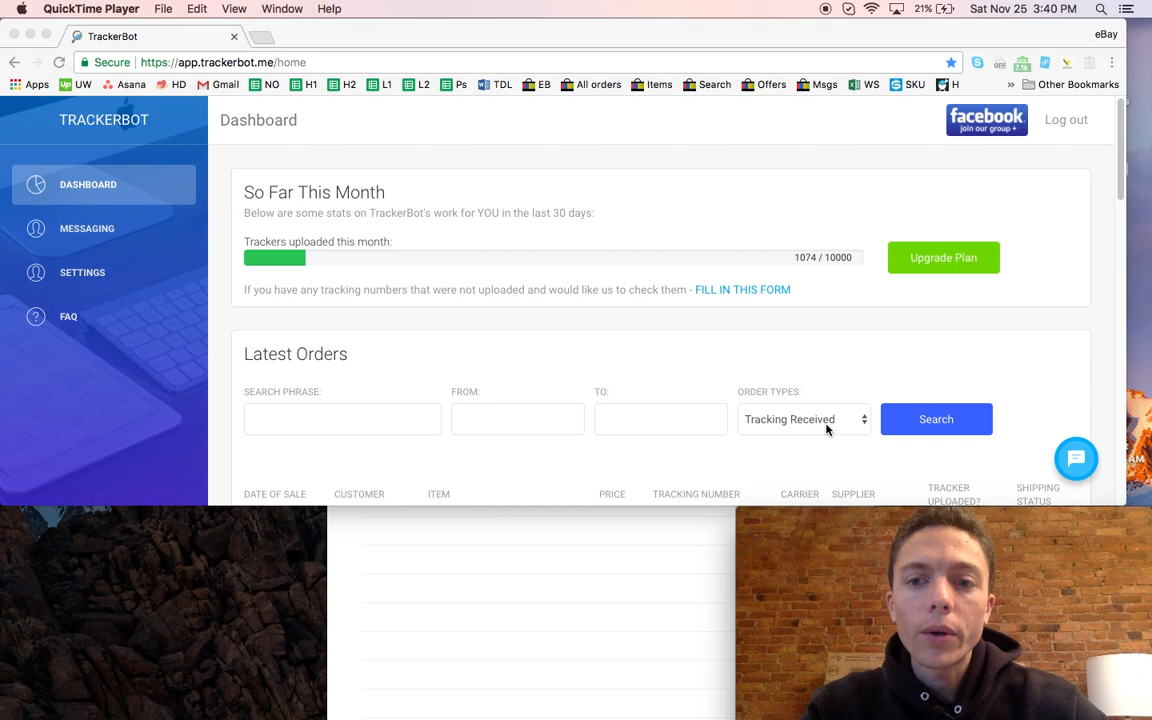 QuickTime Player File Edit View Window Help 21% Sat Nov 25 3:40 PM
TrackerBot eBay
Secure https://app.trackerbot.me/home OFF 7.1k
Apps Up UW Asana HD Gmail NO H1 H2 L1 L2 Ps TDL EB All orders Items Search Offers Msgs WS SKU H » Other Bookmarks
TRACKERBOT Dashboard facebook Log out
join our group +
DASHBOARD
MESSAGING
SETTINGS
? FAQ
So Far This Month
Below are some stats on TrackerBot's work for YOU in the last 30 days:
Trackers uploaded this month:
1074 / 10000 Upgrade Plan
If you have any tracking numbers that were not uploaded and would like us to check them - FILL IN THIS FORM
Latest Orders
SEARCH PHRASE: FROM: TO: ORDER TYPES:
Tracking Received Search
DATE OF SALE CUSTOMER ITEM PRICE TRACKING NUMBER CARRIER SUPPLIER TRACKER UPLOADED? SHIPPING STATUS
AM